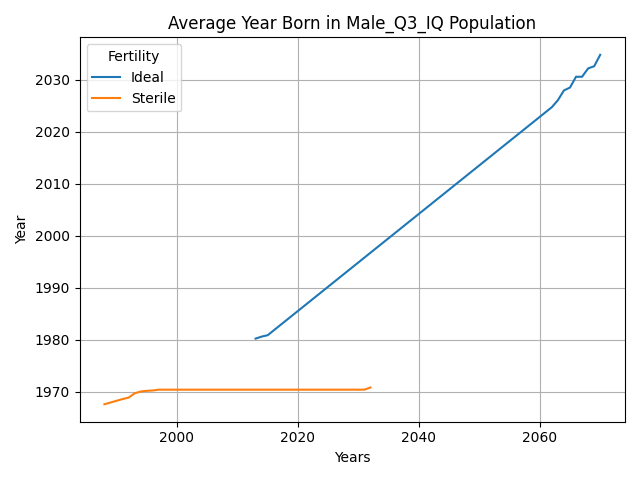 Average Year Born in Male_Q3_IQ Population
Fertility
Ideal
Sterile
2030
2020
2010
2000
1990
1980
1970
Year
2000 2020 2040 2060
Years